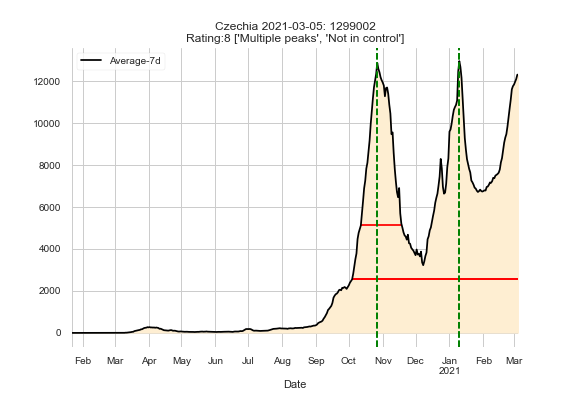 Czechia 2021-03-05: 1299002
Rating:8 ['Multiple peaks', 'Not in control']
Average-7d
12000
10000
8000
6000
4000
2000
0
Feb Mar Apr May Jun Jul Aug Sep Oct Nov Dec Jan Feb Mar
2021
Date